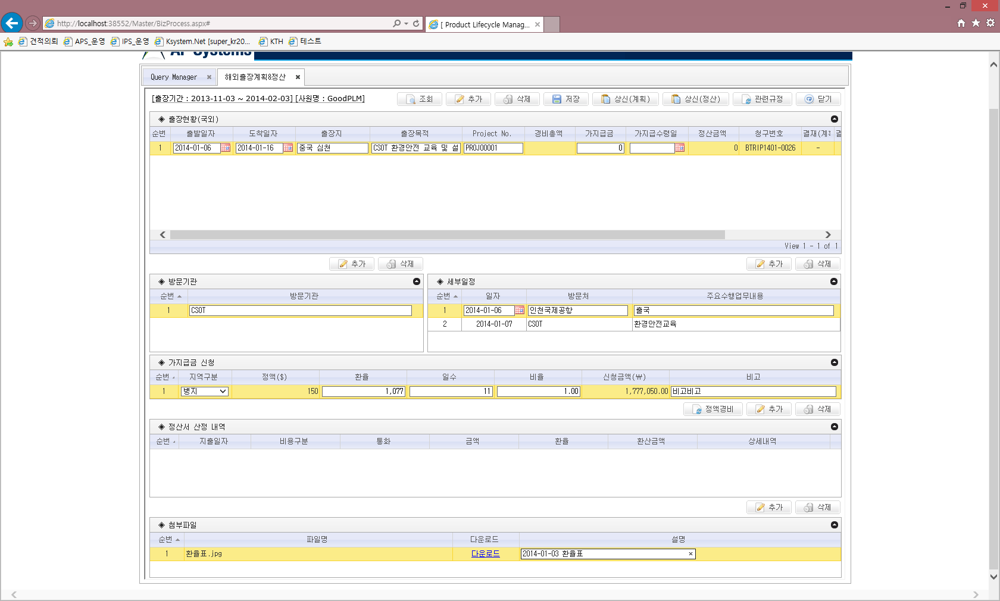 http://localhost:38552/Master/BizProcess.aspx#
[ Product Lifecycle Manag...
견적의뢰 APS_운영 IPS_운영 Ksystem.Net [super_kr20... KTH 테스트
AP Systems
Query Manager 해외출장계획&정산
[출장기간 : 2013-11-03 ~ 2014-02-03] [사원명 : GoodPLM] 조회 추가 삭제 저장 상신(계획) 상신(정산) 관련규정 닫기
◈ 출장현황(국외)
순번 출발일자 도착일자 출장지 출장목적 Project No. 경비총액 가지급금 가지급수령일 정산금액 청구번호 결재(계획
1 2014-01-06 2014-01-16 중국 심천 CSOT 환경안전 교육 및 설 PROJ00001 0 0 BTRIP1401-0026 -
View 1 - 1 of 1
추가 삭제 추가 삭제
◈ 방문기관 ◈ 세부일정
순번 방문기관 순번 일자 방문처 주요수행업무내용
1 CSOT 1 2014-01-06 인천국제공항 출국
2 2014-01-07 CSOT 환경안전교육
◈ 가지급금 신청
순번 지역구분 정액($) 환율 일수 비율 신청금액(₩) 비고
1 병지 150 1,077 11 1.00 1,777,050.00 비고비고
정액경비 추가 삭제
◈ 정산서 산정 내역
순번 지출일자 비용구분 통화 금액 환율 환산금액 상세내역
추가 삭제
◈ 첨부파일
순번 파일명 다운로드 설명
1 환율표.jpg 다운로드 2014-01-03 환율표